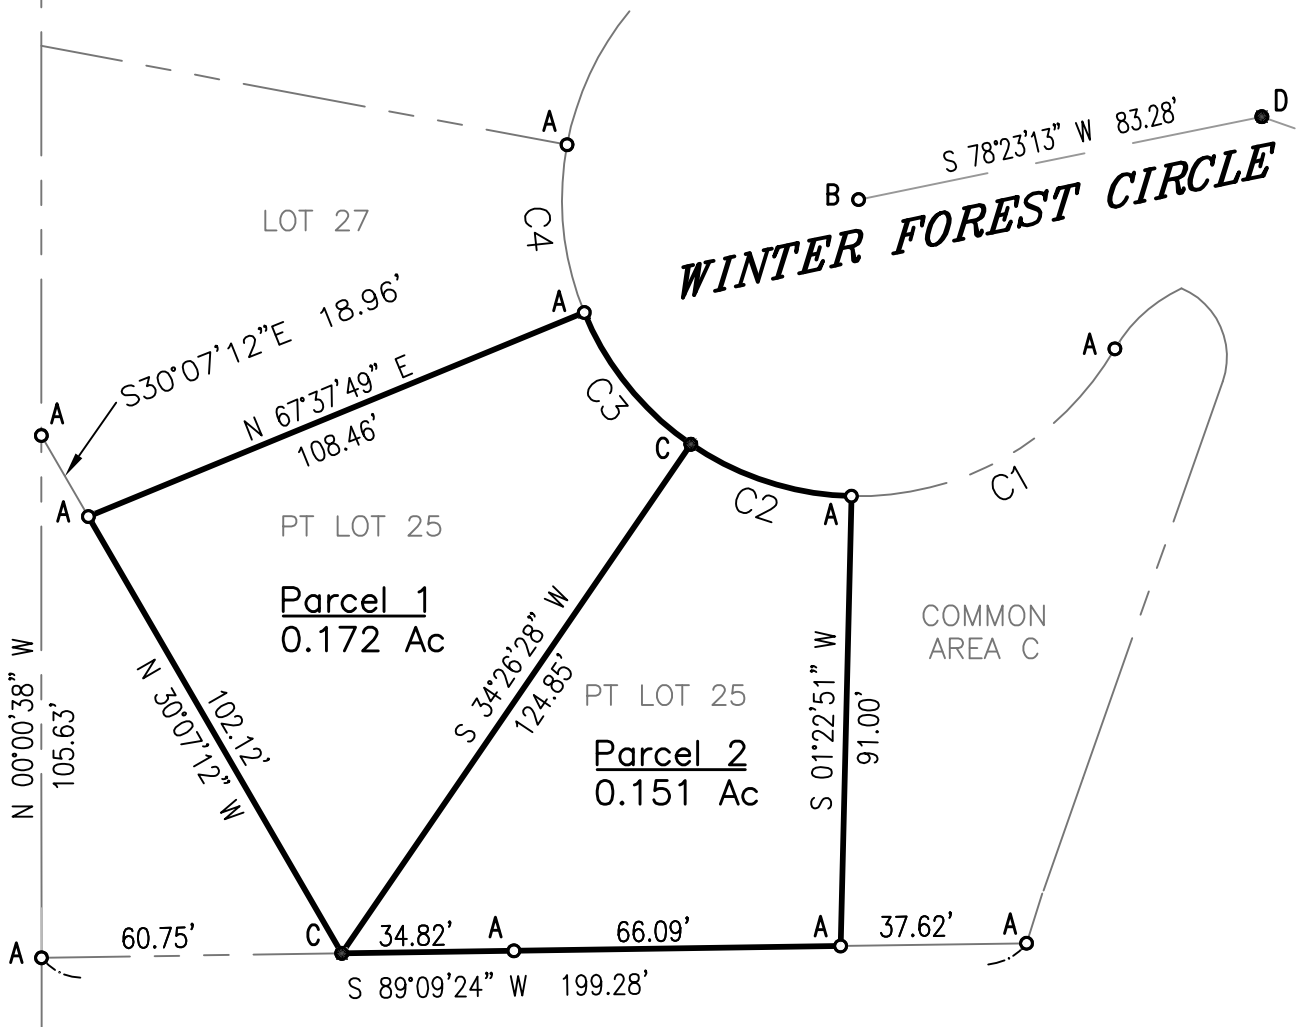 A
D
S 78°23'13" W 83.28'
B
WINTER FOREST CIRCLE
LOT 27
C4
S30°07'12"E 18.96'
A
A
A
N 67°37'49" E
108.46'
C3
C
C2
A
C1
A
A
PT LOT 25
Parcel 1
0.172 Ac
COMMON
AREA C
N 00°00'38" W
105.63'
N 30°07'12" W
102.12'
S 34°26'28" W
124.85'
PT LOT 25
Parcel 2
0.151 Ac
S 01°22'51" W
91.00'
A
60.75'
C
34.82'
A
66.09'
A
37.62'
A
S 89°09'24" W 199.28'